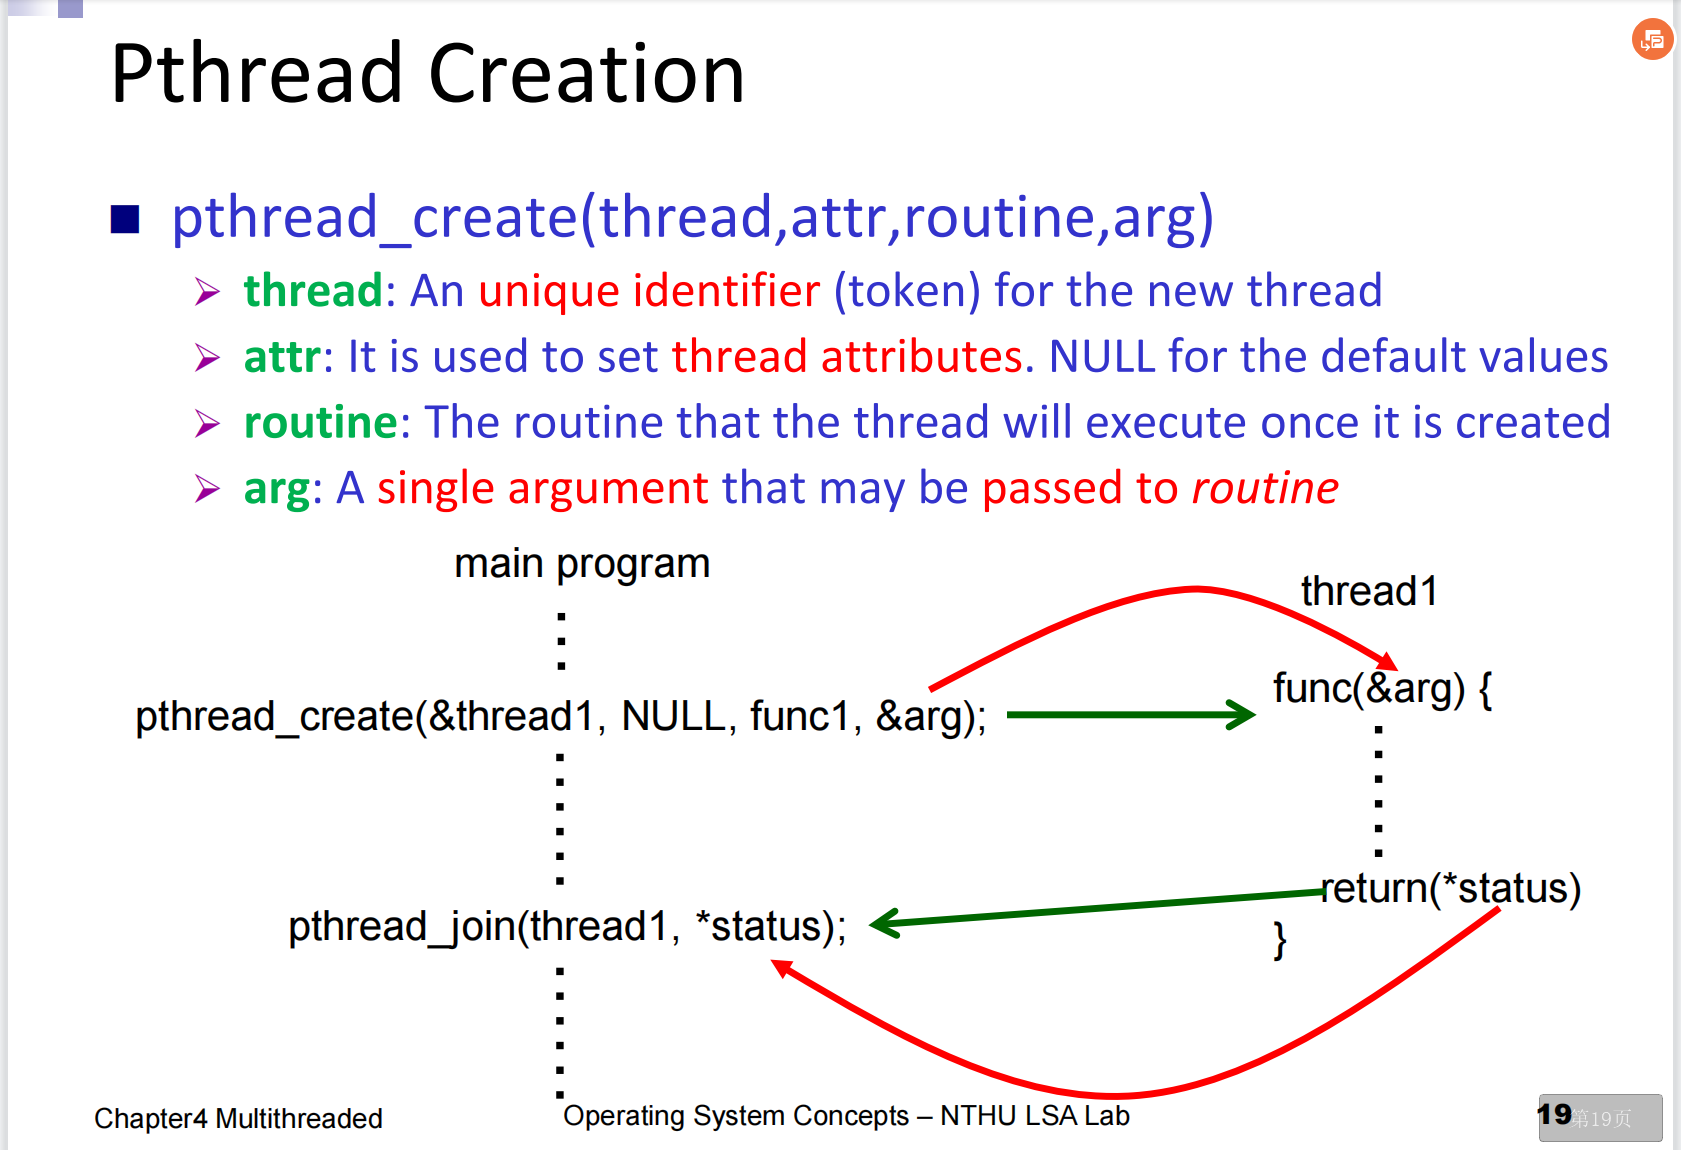 Pthread Creation
pthread_create(thread,attr,routine,arg)
thread: An unique identifier (token) for the new thread
attr: It is used to set thread attributes. NULL for the default values
routine: The routine that the thread will execute once it is created
arg: A single argument that may be passed to routine
main program
thread1
func(&arg) {
pthread_create(&thread1, NULL, func1, &arg);
return(*status)
pthread_join(thread1, *status);
}
Chapter4 Multithreaded
Operating System Concepts – NTHU LSA Lab
19
第19页